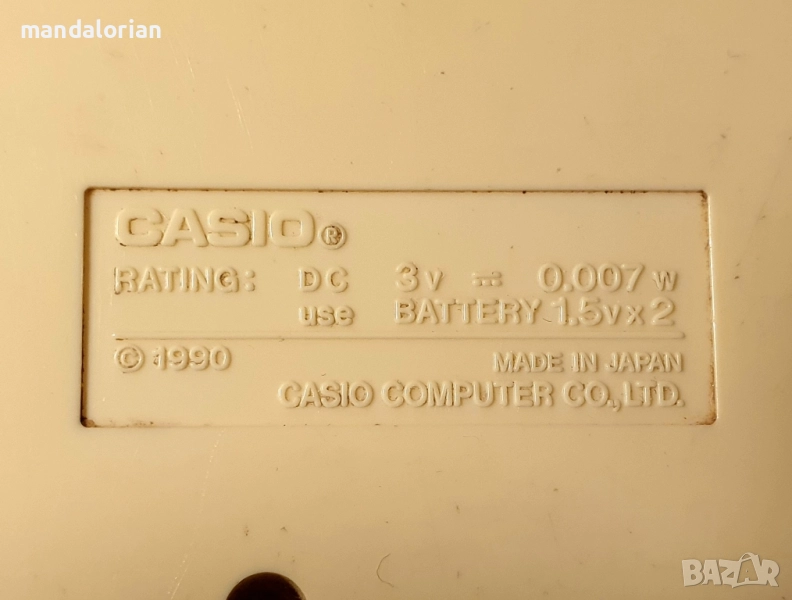 mandalorian
CASIO®
RATING: DC 3v ⎓ 0,007 w
use BATTERY 1,5v x 2
© 1990 MADE IN JAPAN
CASIO COMPUTER CO., LTD.
BAZAR